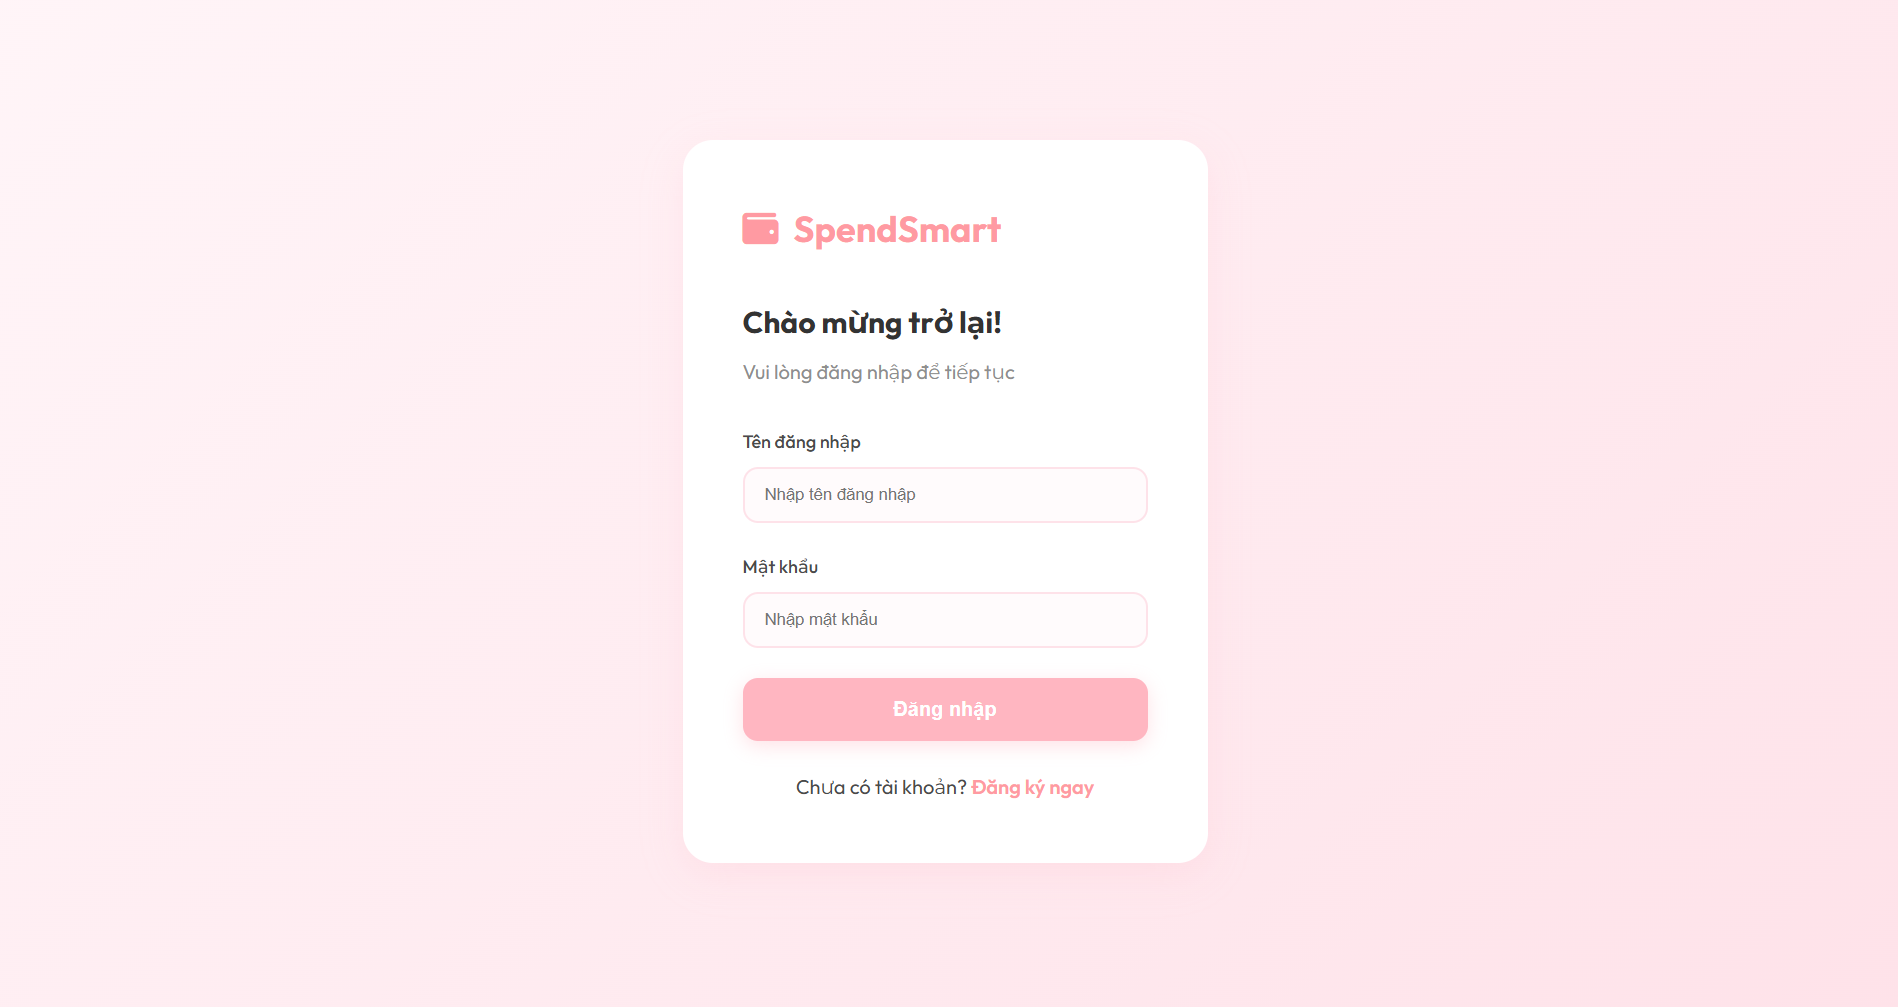 SpendSmart
Chào mừng trở lại!
Vui lòng đăng nhập để tiếp tục
Tên đăng nhập
Nhập tên đăng nhập
Mật khẩu
Nhập mật khẩu
Đăng nhập
Chưa có tài khoản? Đăng ký ngay